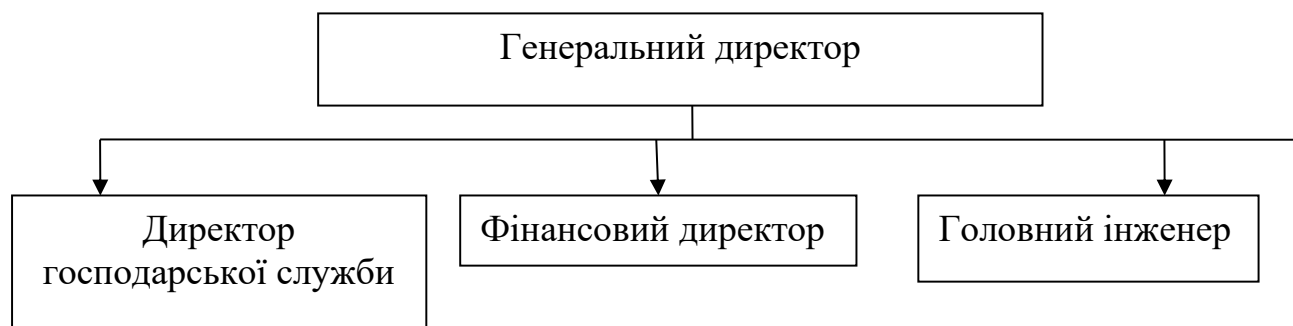 Генеральний директор
Директор
господарської служби
Фінансовий директор
Головний інженер